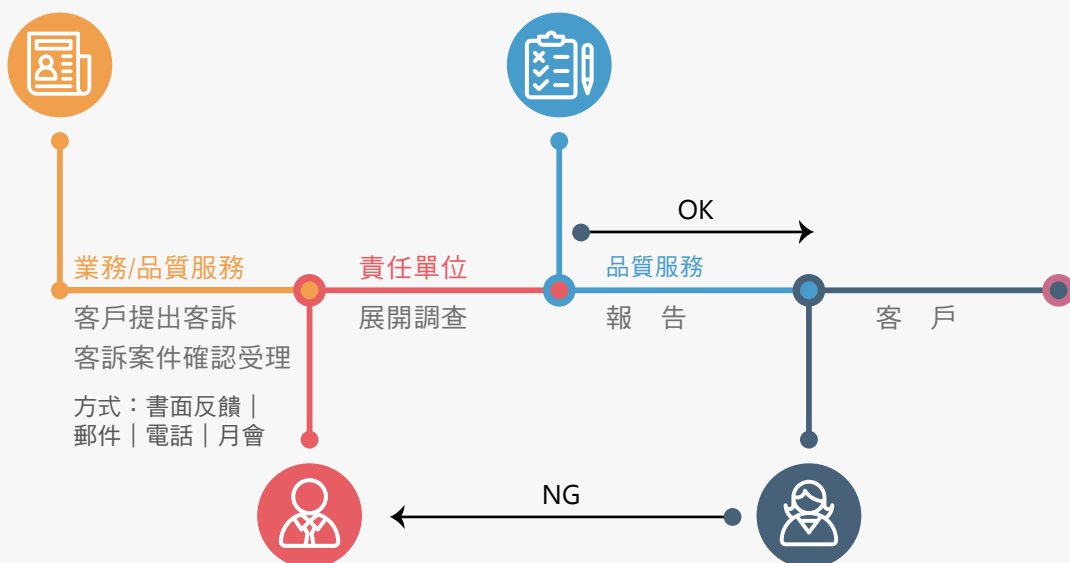 OK
業務/品質服務
責任單位
品質服務
客戶提出客訴
展開調查
報 告
客 戶
客訴案件確認受理
方式：書面反饋｜
郵件｜電話｜月會
NG